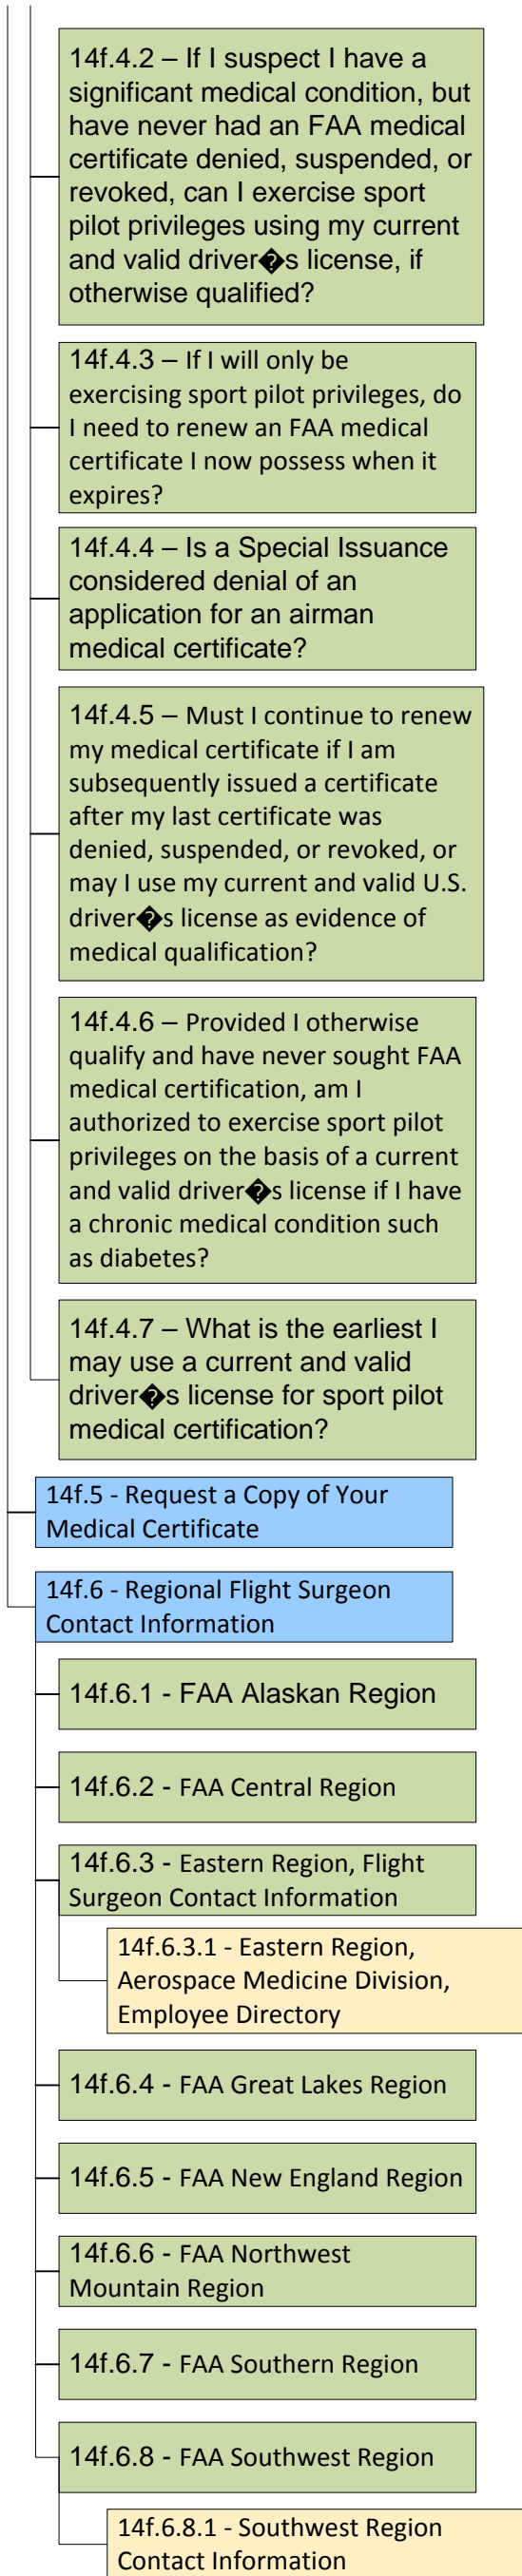 14f.4.2 – If I suspect I have a
significant medical condition, but
have never had an FAA medical
certificate denied, suspended, or
revoked, can I exercise sport
pilot privileges using my current
and valid driver�s license, if
otherwise qualified?
14f.4.3 – If I will only be
exercising sport pilot privileges, do
I need to renew an FAA medical
certificate I now possess when it
expires?
14f.4.4 – Is a Special Issuance
considered denial of an
application for an airman
medical certificate?
14f.4.5 – Must I continue to renew
my medical certificate if I am
subsequently issued a certificate
after my last certificate was
denied, suspended, or revoked, or
may I use my current and valid U.S.
driver�s license as evidence of
medical qualification?
14f.4.6 – Provided I otherwise
qualify and have never sought FAA
medical certification, am I
authorized to exercise sport pilot
privileges on the basis of a current
and valid driver�s license if I have
a chronic medical condition such
as diabetes?
14f.4.7 – What is the earliest I
may use a current and valid
driver�s license for sport pilot
medical certification?
14f.5 - Request a Copy of Your
Medical Certificate
14f.6 - Regional Flight Surgeon
Contact Information
14f.6.1 - FAA Alaskan Region
14f.6.2 - FAA Central Region
14f.6.3 - Eastern Region, Flight
Surgeon Contact Information
14f.6.3.1 - Eastern Region,
Aerospace Medicine Division,
Employee Directory
14f.6.4 - FAA Great Lakes Region
14f.6.5 - FAA New England Region
14f.6.6 - FAA Northwest
Mountain Region
14f.6.7 - FAA Southern Region
14f.6.8 - FAA Southwest Region
14f.6.8.1 - Southwest Region
Contact Information